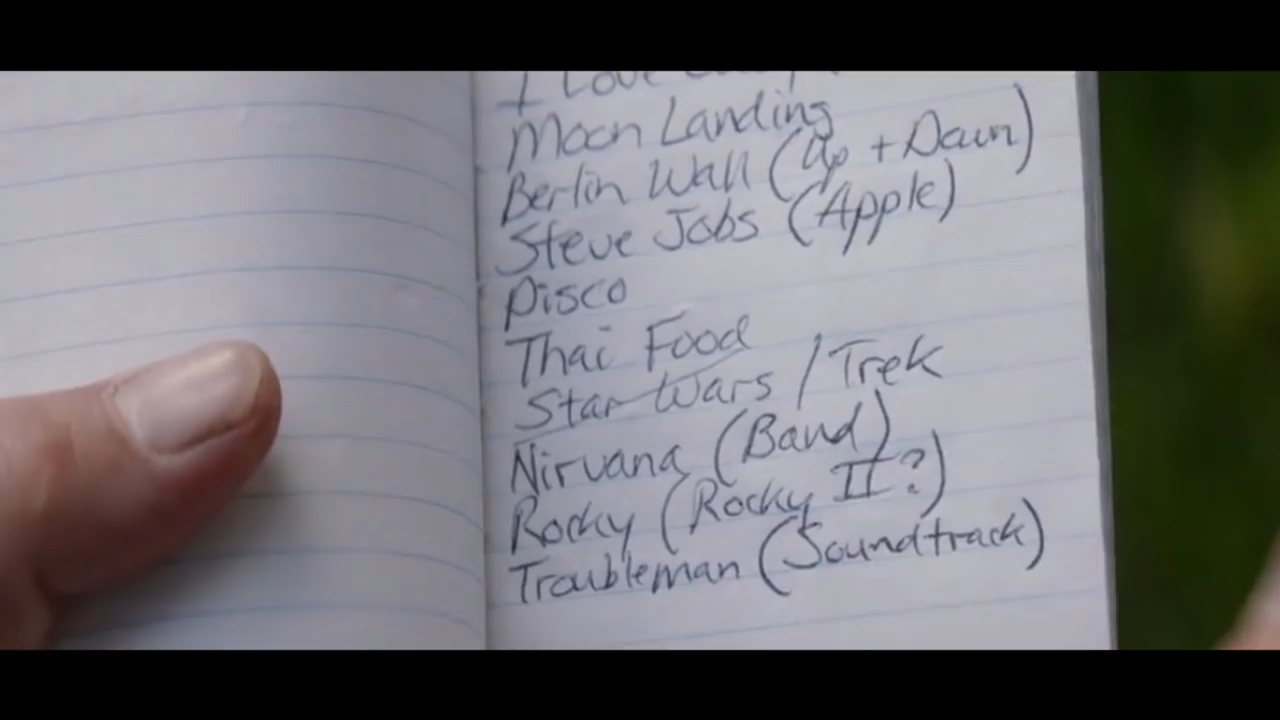 I Love
Moon Landing
Berlin Wall (Up + Down)
Steve Jobs (Apple)
Disco
Thai Food
Star Wars / Trek
Nirvana (Band)
Rocky (Rocky II?)
Troubleman (Soundtrack)